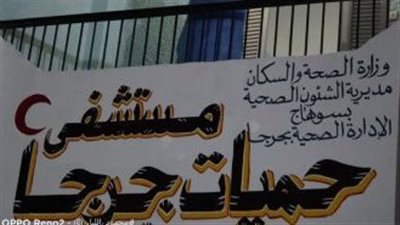 وزارة الصحة والسكان
مديرية الشئون الصحية
بسوهاج
الإدارة الصحية بجرجا
مستشفى
حميات جرجا
OPPO Reno2